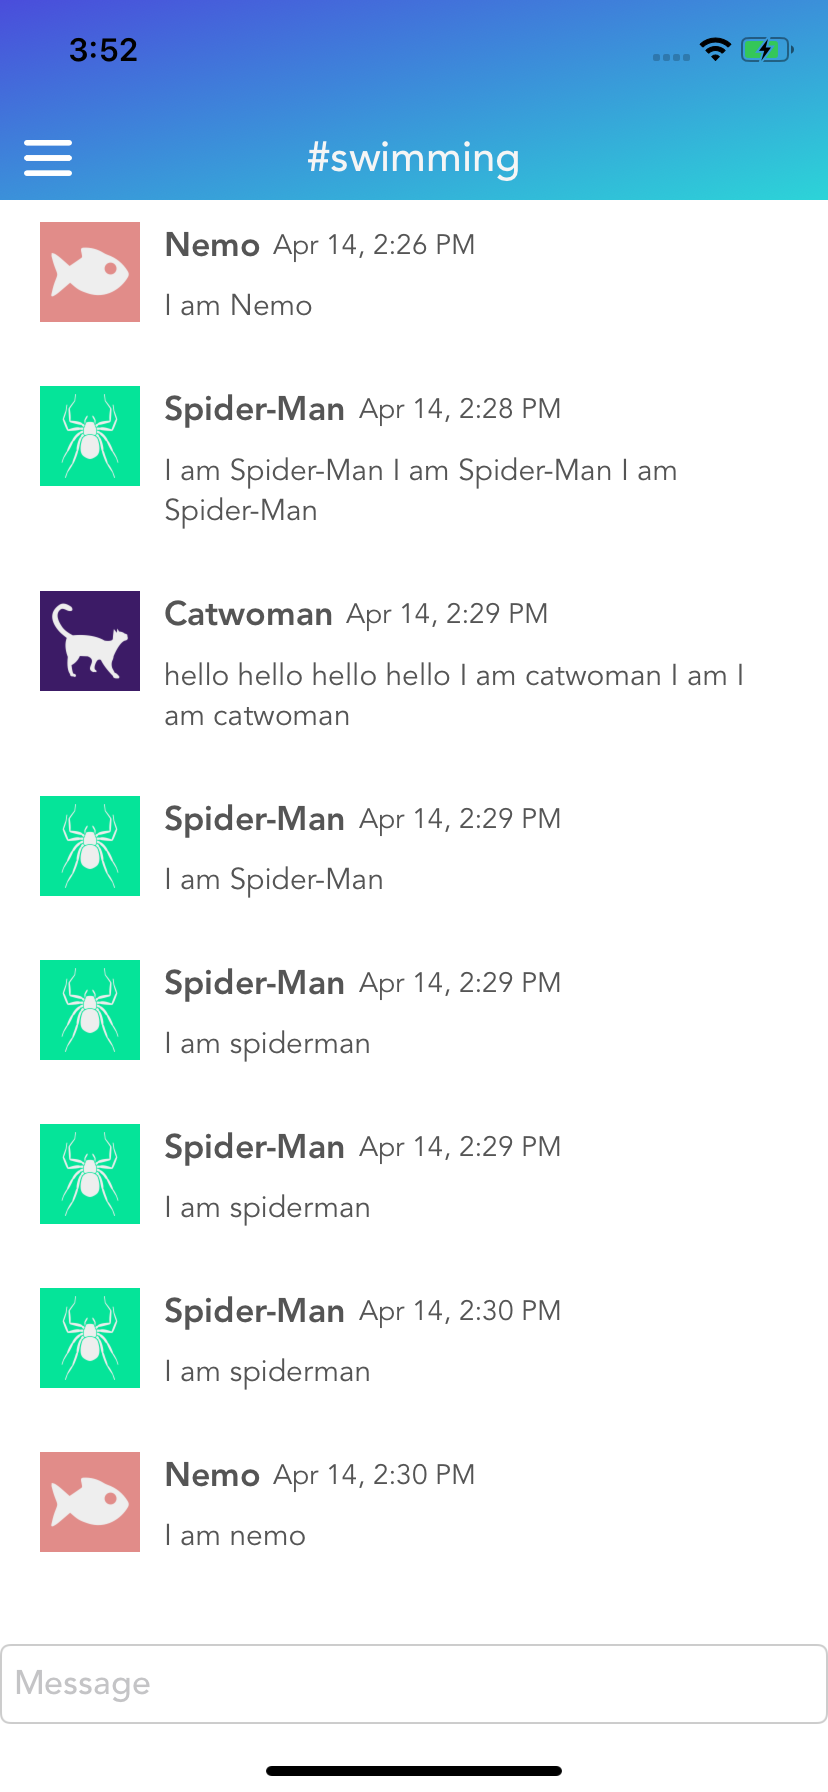 3:52
#swimming
Nemo Apr 14, 2:26 PM
I am Nemo
Spider-Man Apr 14, 2:28 PM
I am Spider-Man I am Spider-Man I am
Spider-Man
Catwoman Apr 14, 2:29 PM
hello hello hello hello I am catwoman I am I
am catwoman
Spider-Man Apr 14, 2:29 PM
I am Spider-Man
Spider-Man Apr 14, 2:29 PM
I am spiderman
Spider-Man Apr 14, 2:29 PM
I am spiderman
Spider-Man Apr 14, 2:30 PM
I am spiderman
Nemo Apr 14, 2:30 PM
I am nemo
Message